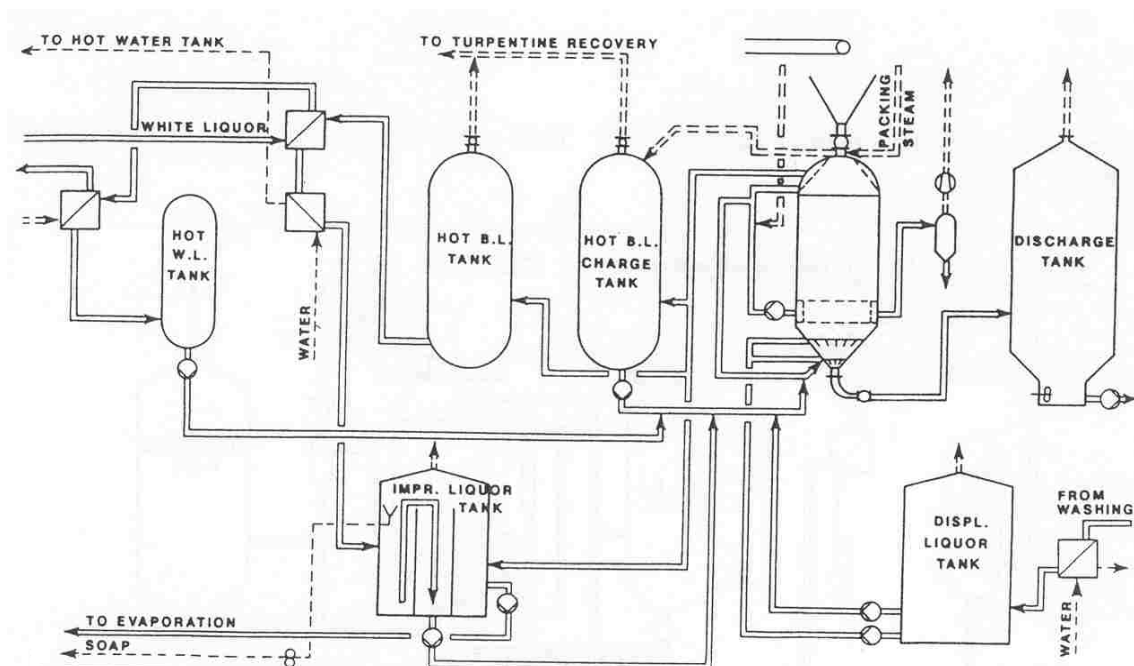 TO HOT WATER TANK
TO TURPENTINE RECOVERY
PACKING
STEAM
WHITE LIQUOR
HOT
W.L.
TANK
WATER
HOT B.L.
TANK
HOT B.L.
CHARGE
TANK
DISCHARGE
TANK
IMPR. LIQUOR
TANK
DISPL.
LIQUOR
TANK
FROM
WASHING
WATER
TO EVAPORATION
SOAP